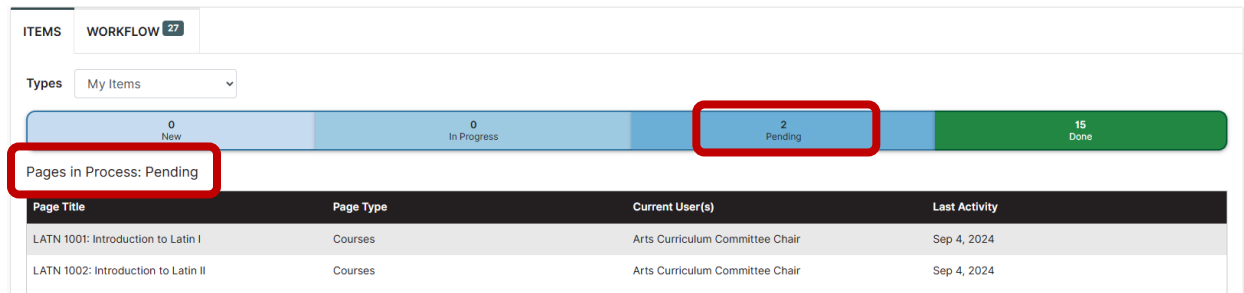 ITEMS WORKFLOW 27
Types My Items
0 0 2 15
New In Progress Pending Done
Pages in Process: Pending
Page Title Page Type Current User(s) Last Activity
LATN 1001: Introduction to Latin I Courses Arts Curriculum Committee Chair Sep 4, 2024
LATN 1002: Introduction to Latin II Courses Arts Curriculum Committee Chair Sep 4, 2024